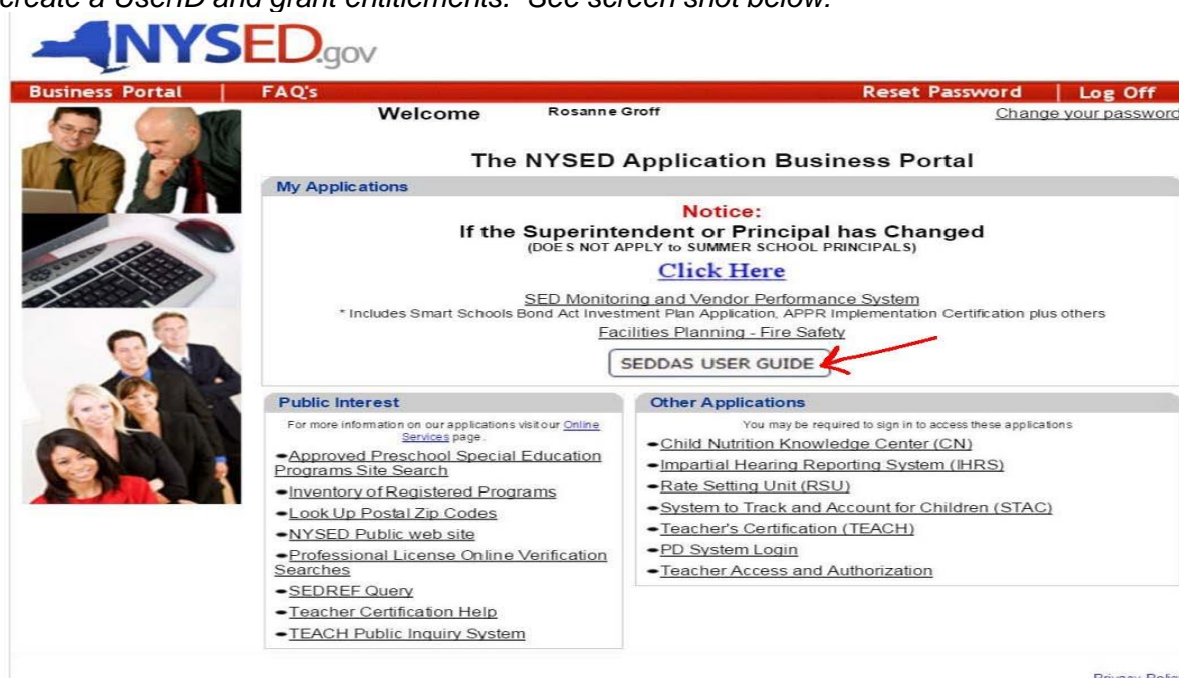 create a UserID and grant entitlements. See screen shot below.
NYSED.gov
Business Portal | FAQ's Reset Password | Log Off
Welcome Rosanne Groff Change your password
The NYSED Application Business Portal
My Applications
Notice:
If the Superintendent or Principal has Changed
(DOES NOT APPLY to SUMMER SCHOOL PRINCIPALS)
Click Here
SED Monitoring and Vendor Performance System
* Includes Smart Schools Bond Act Investment Plan Application, APPR Implementation Certification plus others
Facilities Planning - Fire Safety
SEDDAS USER GUIDE
Public Interest
For more information on our applications visit our Online
Services page.
Approved Preschool Special Education
Programs Site Search
Inventory of Registered Programs
Look Up Postal Zip Codes
NYSED Public web site
Professional License Online Verification
Searches
SEDREF Query
Teacher Certification Help
TEACH Public Inquiry System
Other Applications
You may be required to sign in to access these applications
Child Nutrition Knowledge Center (CN)
Impartial Hearing Reporting System (IHRS)
Rate Setting Unit (RSU)
System to Track and Account for Children (STAC)
Teacher's Certification (TEACH)
PD System Login
Teacher Access and Authorization